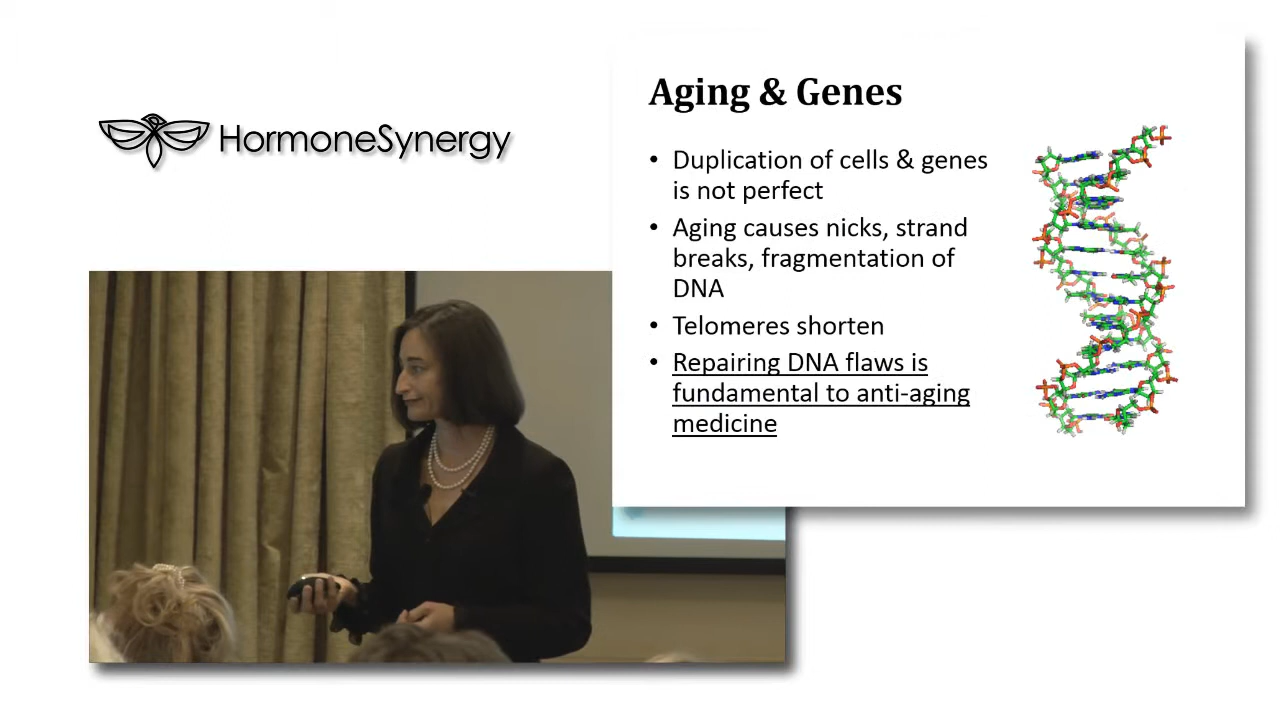 HormoneSynergy
Aging & Genes
• Duplication of cells & genes
is not perfect
• Aging causes nicks, strand
breaks, fragmentation of
DNA
• Telomeres shorten
• Repairing DNA flaws is
fundamental to anti-aging
medicine